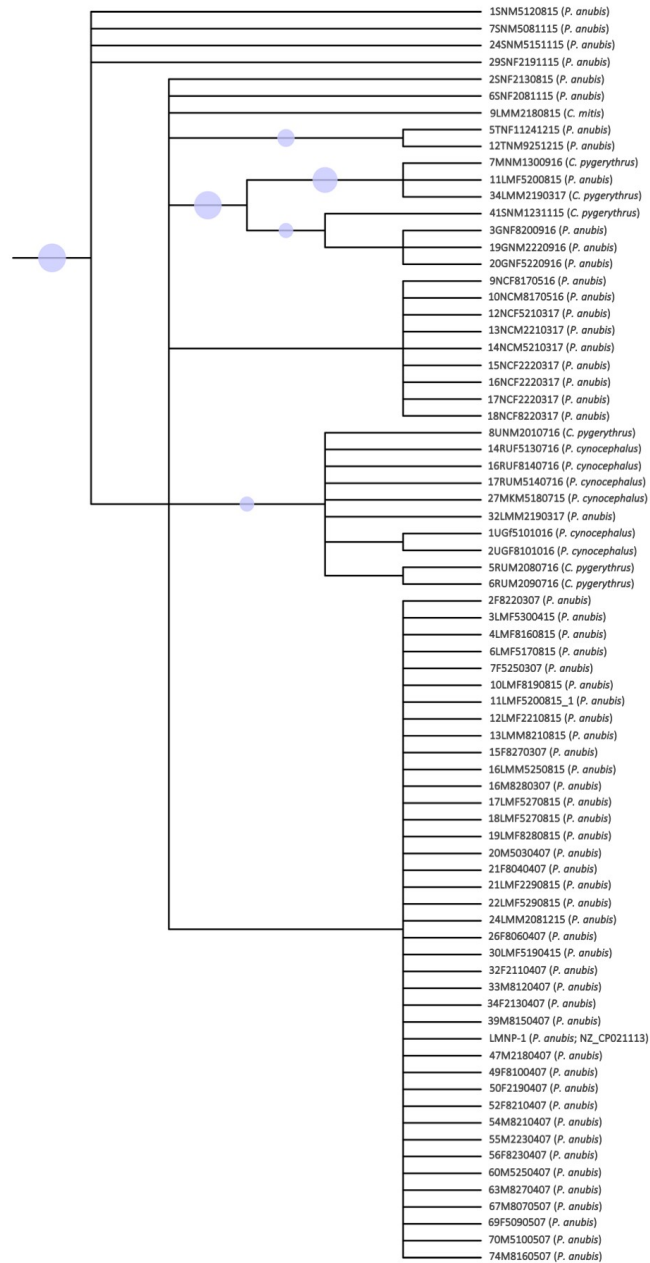 1SNM5120815 (P. anubis)
7SNM5081115 (P. anubis)
24SNM5151115 (P. anubis)
29SNF2191115 (P. anubis)
2SNF2130815 (P. anubis)
6SNF2081115 (P. anubis)
9LMM2180815 (C. mitis)
5TNF11241215 (P. anubis)
12TNM9251215 (P. anubis)
7MNM1300916 (C. pygerythrus)
11LMF5200815 (P. anubis)
34LMM2190317 (C. pygerythrus)
41SNM1231115 (C. pygerythrus)
3GNF8200916 (P. anubis)
19GNM2220916 (P. anubis)
20GNF5220916 (P. anubis)
9NCF8170516 (P. anubis)
10NCM8170516 (P. anubis)
12NCF5210317 (P. anubis)
13NCM2210317 (P. anubis)
14NCM5210317 (P. anubis)
15NCF2220317 (P. anubis)
16NCF2220317 (P. anubis)
17NCF2220317 (P. anubis)
18NCF8220317 (P. anubis)
8UNM2010716 (C. pygerythrus)
14RUF5130716 (P. cynocephalus)
16RUF8140716 (P. cynocephalus)
17RUM5140716 (P. cynocephalus)
27MKM5180715 (P. cynocephalus)
32LMM2190317 (P. anubis)
1UGf5101016 (P. cynocephalus)
2UGF8101016 (P. cynocephalus)
5RUM2080716 (C. pygerythrus)
6RUM2090716 (C. pygerythrus)
2F8220307 (P. anubis)
3LMF5300415 (P. anubis)
4LMF8160815 (P. anubis)
6LMF5170815 (P. anubis)
7F5250307 (P. anubis)
10LMF8190815 (P. anubis)
11LMF5200815_1 (P. anubis)
12LMF2210815 (P. anubis)
13LMM8210815 (P. anubis)
15F8270307 (P. anubis)
16LMM5250815 (P. anubis)
16M8280307 (P. anubis)
17LMF5270815 (P. anubis)
18LMF5270815 (P. anubis)
19LMF8280815 (P. anubis)
20M5030407 (P. anubis)
21F8040407 (P. anubis)
21LMF2290815 (P. anubis)
22LMF5290815 (P. anubis)
24LMM2081215 (P. anubis)
26F8060407 (P. anubis)
30LMF5190415 (P. anubis)
32F2110407 (P. anubis)
33M8120407 (P. anubis)
34F2130407 (P. anubis)
39M8150407 (P. anubis)
LMNP-1 (P. anubis; NZ_CP021113)
47M2180407 (P. anubis)
49F8100407 (P. anubis)
50F2190407 (P. anubis)
52F8210407 (P. anubis)
54M8210407 (P. anubis)
55M2230407 (P. anubis)
56F8230407 (P. anubis)
60M5250407 (P. anubis)
63M8270407 (P. anubis)
67M8070507 (P. anubis)
69F5090507 (P. anubis)
70M5100507 (P. anubis)
74M8160507 (P. anubis)